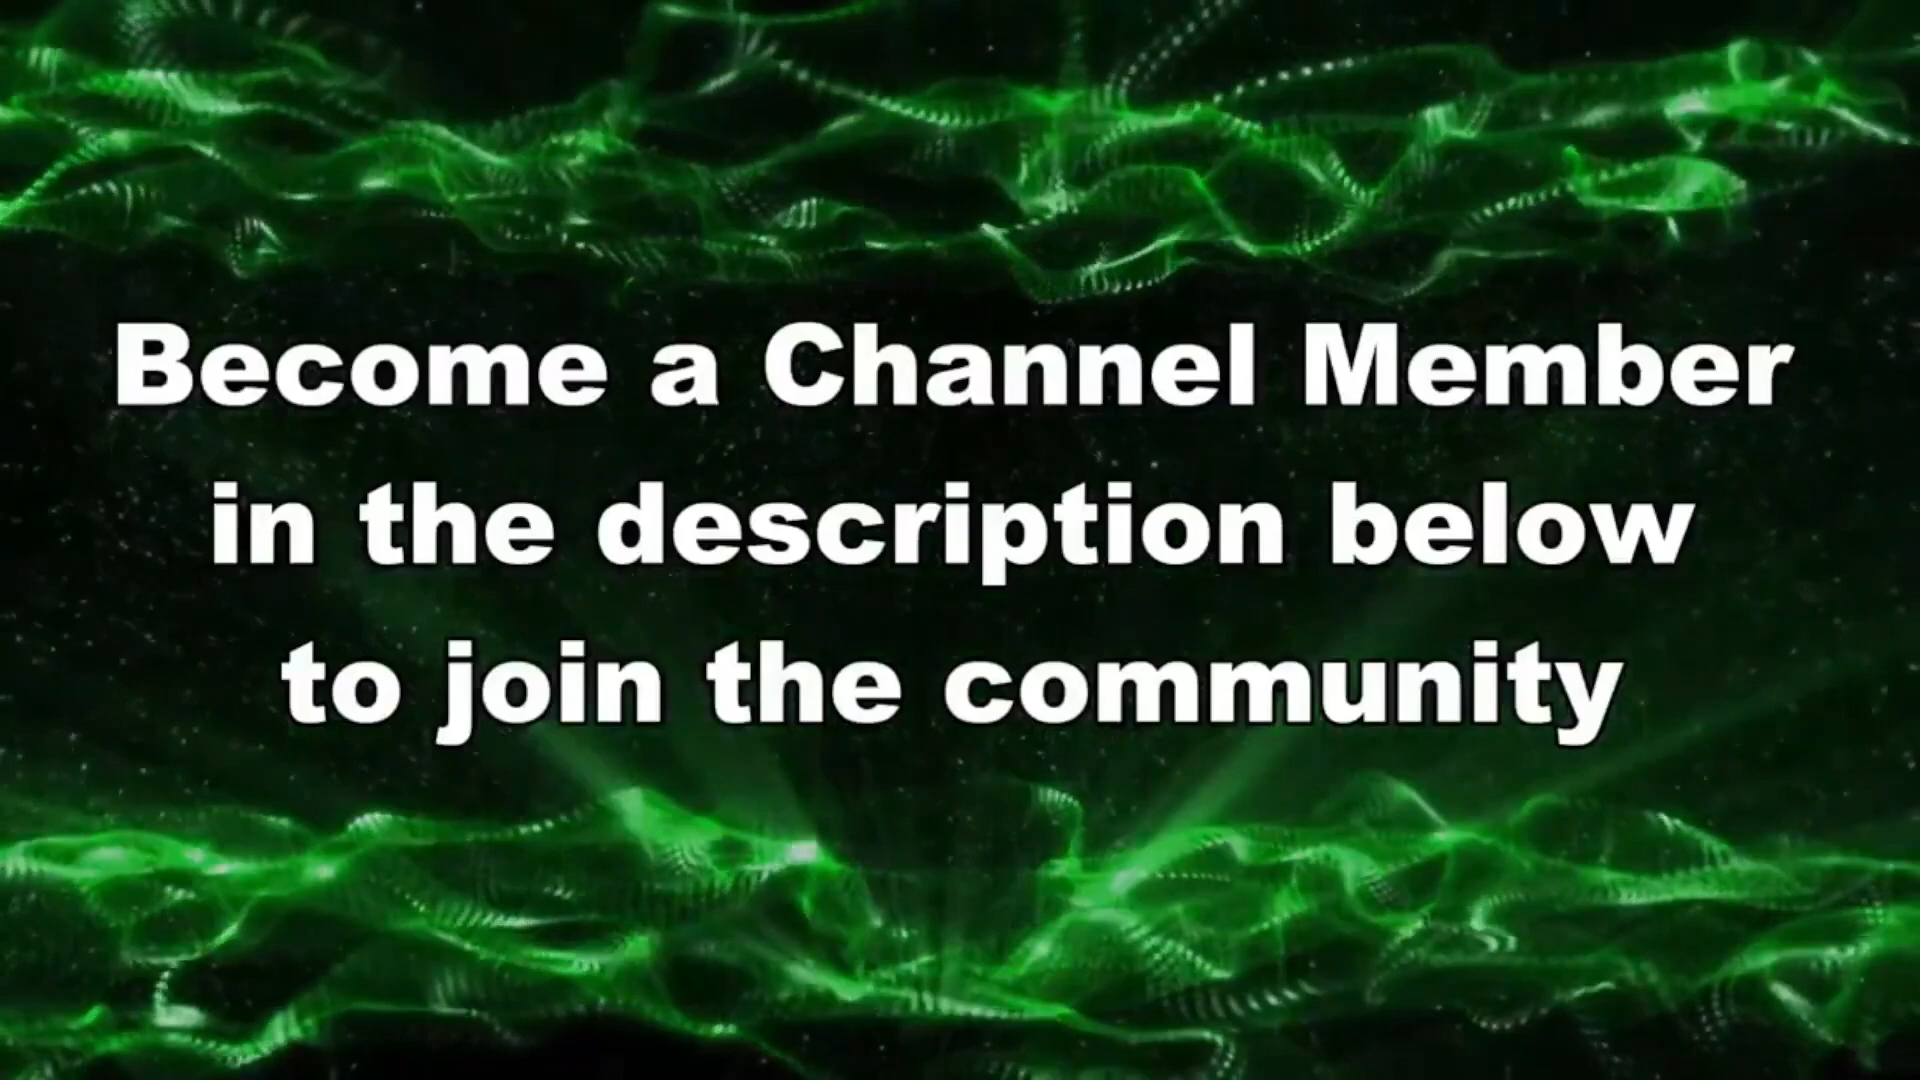 Become a Channel Member
in the description below
to join the community